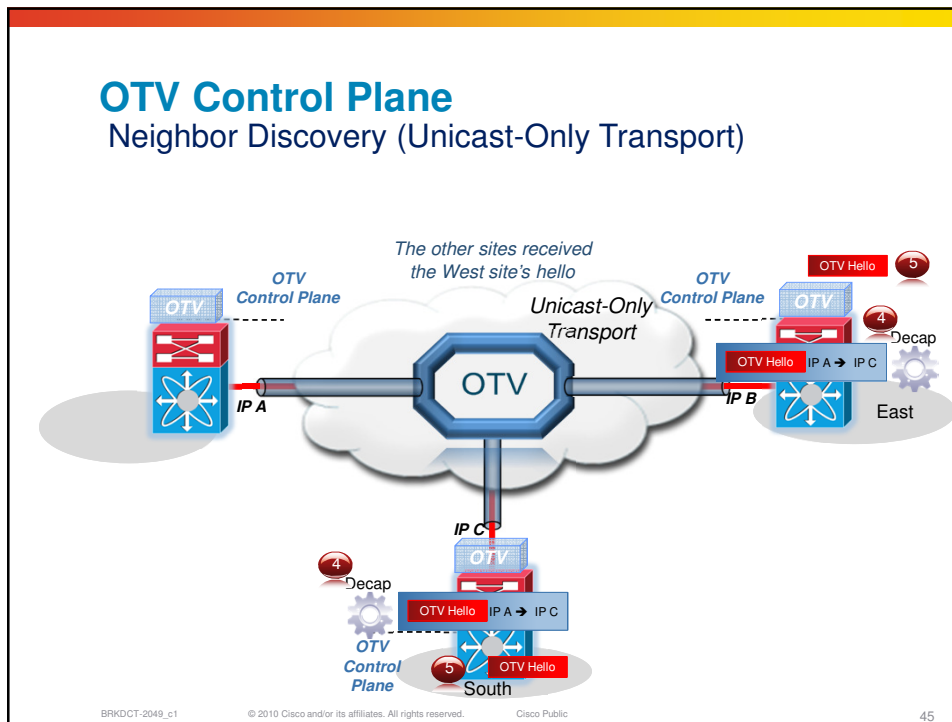 OTV Control Plane
Neighbor Discovery (Unicast-Only Transport)
The other sites received
the West site's hello
OTV Hello
5
OTV
Control Plane
OTV
Unicast-Only
Transport
OTV
Control Plane
OTV
4
Decap
OTV Hello IP A ➔ IP C
OTV
IP A
IP B
East
IP C
OTV
4
Decap
OTV Hello IP A ➔ IP C
OTV
Control
Plane
5
OTV Hello
South
BRKDCT-2049_c1 © 2010 Cisco and/or its affiliates. All rights reserved. Cisco Public 45